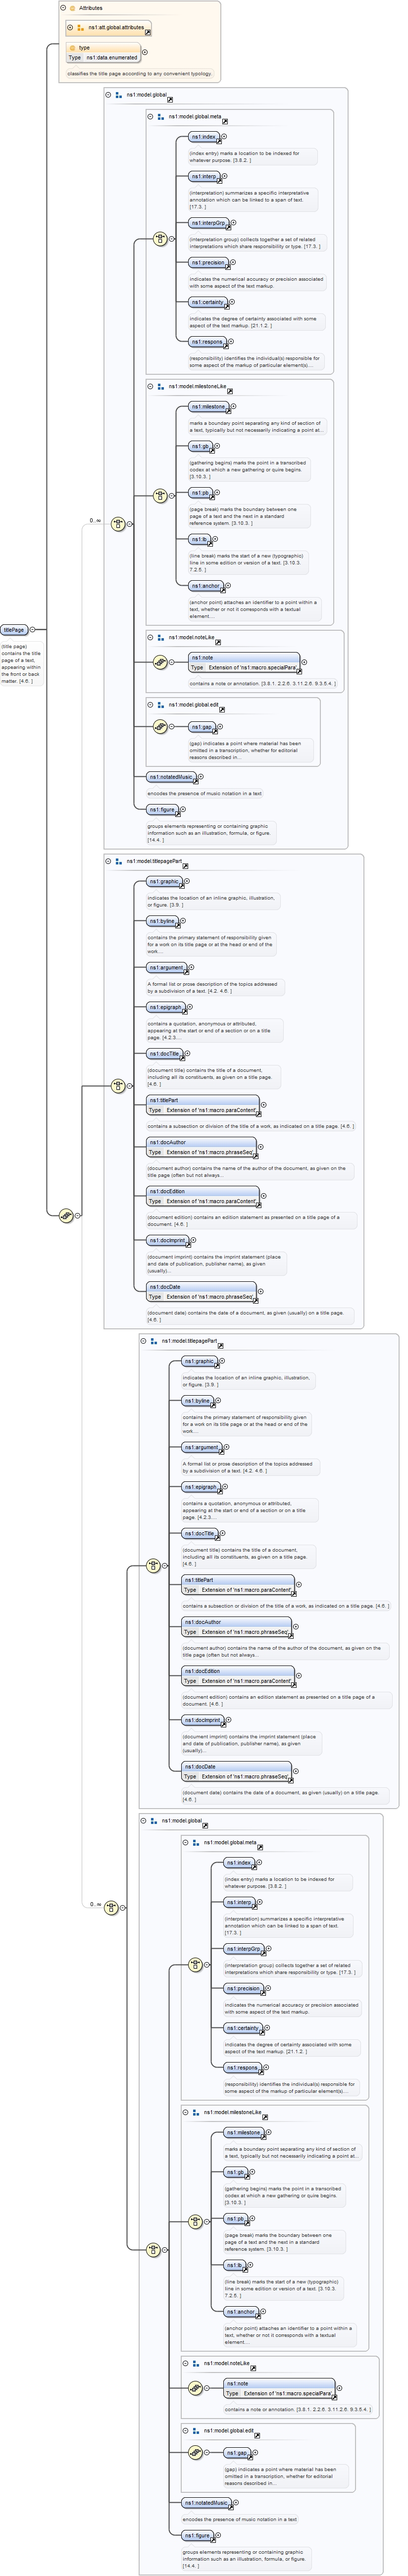 Attributes
ns1:att.global.attributes
type
Type ns1:data.enumerated
classifies the title page according to any convenient typology.
ns1:model.global
ns1:model.global.meta
ns1:index
(index entry) marks a location to be indexed for
whatever purpose. [3.8.2. ]
ns1:interp
(interpretation) summarizes a specific interpretative
annotation which can be linked to a span of text.
[17.3. ]
ns1:interpGrp
(interpretation group) collects together a set of related
interpretations which share responsibility or type. [17.3. ]
ns1:precision
indicates the numerical accuracy or precision associated
with some aspect of the text markup.
ns1:certainty
indicates the degree of certainty associated with some
aspect of the text markup. [21.1.2. ]
ns1:respons
(responsibility) identifies the individual(s) responsible for
some aspect of the markup of particular element(s)....
ns1:model.milestoneLike
ns1:milestone
marks a boundary point separating any kind of section of
a text, typically but not necessarily indicating a point at...
ns1:gb
(gathering begins) marks the point in a transcribed
codex at which a new gathering or quire begins.
[3.10.3. ]
ns1:pb
(page break) marks the boundary between one
page of a text and the next in a standard
reference system. [3.10.3. ]
0..∞
ns1:lb
(line break) marks the start of a new (typographic)
line in some edition or version of a text. [3.10.3.
7.2.5. ]
ns1:anchor
(anchor point) attaches an identifier to a point within a
text, whether or not it corresponds with a textual
element....
titlePage
(title page)
contains the title
page of a text,
appearing within
the front or back
matter. [4.6. ]
ns1:model.noteLike
ns1:note
Type Extension of 'ns1:macro.specialPara'
contains a note or annotation. [3.8.1. 2.2.6. 3.11.2.6. 9.3.5.4. ]
ns1:model.global.edit
ns1:gap
(gap) indicates a point where material has been
omitted in a transcription, whether for editorial
reasons described in...
ns1:notatedMusic
encodes the presence of music notation in a text
ns1:figure
groups elements representing or containing graphic
information such as an illustration, formula, or figure.
[14.4. ]
ns1:model.titlepagePart
ns1:graphic
indicates the location of an inline graphic, illustration,
or figure. [3.9. ]
ns1:byline
contains the primary statement of responsibility given
for a work on its title page or at the head or end of the
work....
ns1:argument
A formal list or prose description of the topics addressed
by a subdivision of a text. [4.2. 4.6. ]
ns1:epigraph
contains a quotation, anonymous or attributed,
appearing at the start or end of a section or on a title
page. [4.2.3....
ns1:docTitle
(document title) contains the title of a document,
including all its constituents, as given on a title page.
[4.6. ]
ns1:titlePart
Type Extension of 'ns1:macro.paraContent'
contains a subsection or division of the title of a work, as indicated on a title page. [4.6. ]
ns1:docAuthor
Type Extension of 'ns1:macro.phraseSeq'
(document author) contains the name of the author of the document, as given on the
title page (often but not always...
ns1:docEdition
Type Extension of 'ns1:macro.paraContent'
(document edition) contains an edition statement as presented on a title page of a
document. [4.6. ]
ns1:docImprint
(document imprint) contains the imprint statement (place
and date of publication, publisher name), as given
(usually)...
ns1:docDate
Type Extension of 'ns1:macro.phraseSeq'
(document date) contains the date of a document, as given (usually) on a title page.
[4.6. ]
ns1:model.titlepagePart
ns1:graphic
indicates the location of an inline graphic, illustration,
or figure. [3.9. ]
ns1:byline
contains the primary statement of responsibility given
for a work on its title page or at the head or end of the
work....
ns1:argument
A formal list or prose description of the topics addressed
by a subdivision of a text. [4.2. 4.6. ]
ns1:epigraph
contains a quotation, anonymous or attributed,
appearing at the start or end of a section or on a title
page. [4.2.3....
ns1:docTitle
(document title) contains the title of a document,
including all its constituents, as given on a title page.
[4.6. ]
ns1:titlePart
Type Extension of 'ns1:macro.paraContent'
contains a subsection or division of the title of a work, as indicated on a title page. [4.6. ]
ns1:docAuthor
Type Extension of 'ns1:macro.phraseSeq'
(document author) contains the name of the author of the document, as given on the
title page (often but not always...
ns1:docEdition
Type Extension of 'ns1:macro.paraContent'
(document edition) contains an edition statement as presented on a title page of a
document. [4.6. ]
ns1:docImprint
(document imprint) contains the imprint statement (place
and date of publication, publisher name), as given
(usually)...
ns1:docDate
Type Extension of 'ns1:macro.phraseSeq'
(document date) contains the date of a document, as given (usually) on a title page.
[4.6. ]
0..∞
ns1:model.global
ns1:model.global.meta
ns1:index
(index entry) marks a location to be indexed for
whatever purpose. [3.8.2. ]
ns1:interp
(interpretation) summarizes a specific interpretative
annotation which can be linked to a span of text.
[17.3. ]
ns1:interpGrp
(interpretation group) collects together a set of related
interpretations which share responsibility or type. [17.3. ]
ns1:precision
indicates the numerical accuracy or precision associated
with some aspect of the text markup.
ns1:certainty
indicates the degree of certainty associated with some
aspect of the text markup. [21.1.2. ]
ns1:respons
(responsibility) identifies the individual(s) responsible for
some aspect of the markup of particular element(s)....
ns1:model.milestoneLike
ns1:milestone
marks a boundary point separating any kind of section of
a text, typically but not necessarily indicating a point at...
ns1:gb
(gathering begins) marks the point in a transcribed
codex at which a new gathering or quire begins.
[3.10.3. ]
ns1:pb
(page break) marks the boundary between one
page of a text and the next in a standard
reference system. [3.10.3. ]
ns1:lb
(line break) marks the start of a new (typographic)
line in some edition or version of a text. [3.10.3.
7.2.5. ]
ns1:anchor
(anchor point) attaches an identifier to a point within a
text, whether or not it corresponds with a textual
element....
ns1:model.noteLike
ns1:note
Type Extension of 'ns1:macro.specialPara'
contains a note or annotation. [3.8.1. 2.2.6. 3.11.2.6. 9.3.5.4. ]
ns1:model.global.edit
ns1:gap
(gap) indicates a point where material has been
omitted in a transcription, whether for editorial
reasons described in...
ns1:notatedMusic
encodes the presence of music notation in a text
ns1:figure
groups elements representing or containing graphic
information such as an illustration, formula, or figure.
[14.4. ]